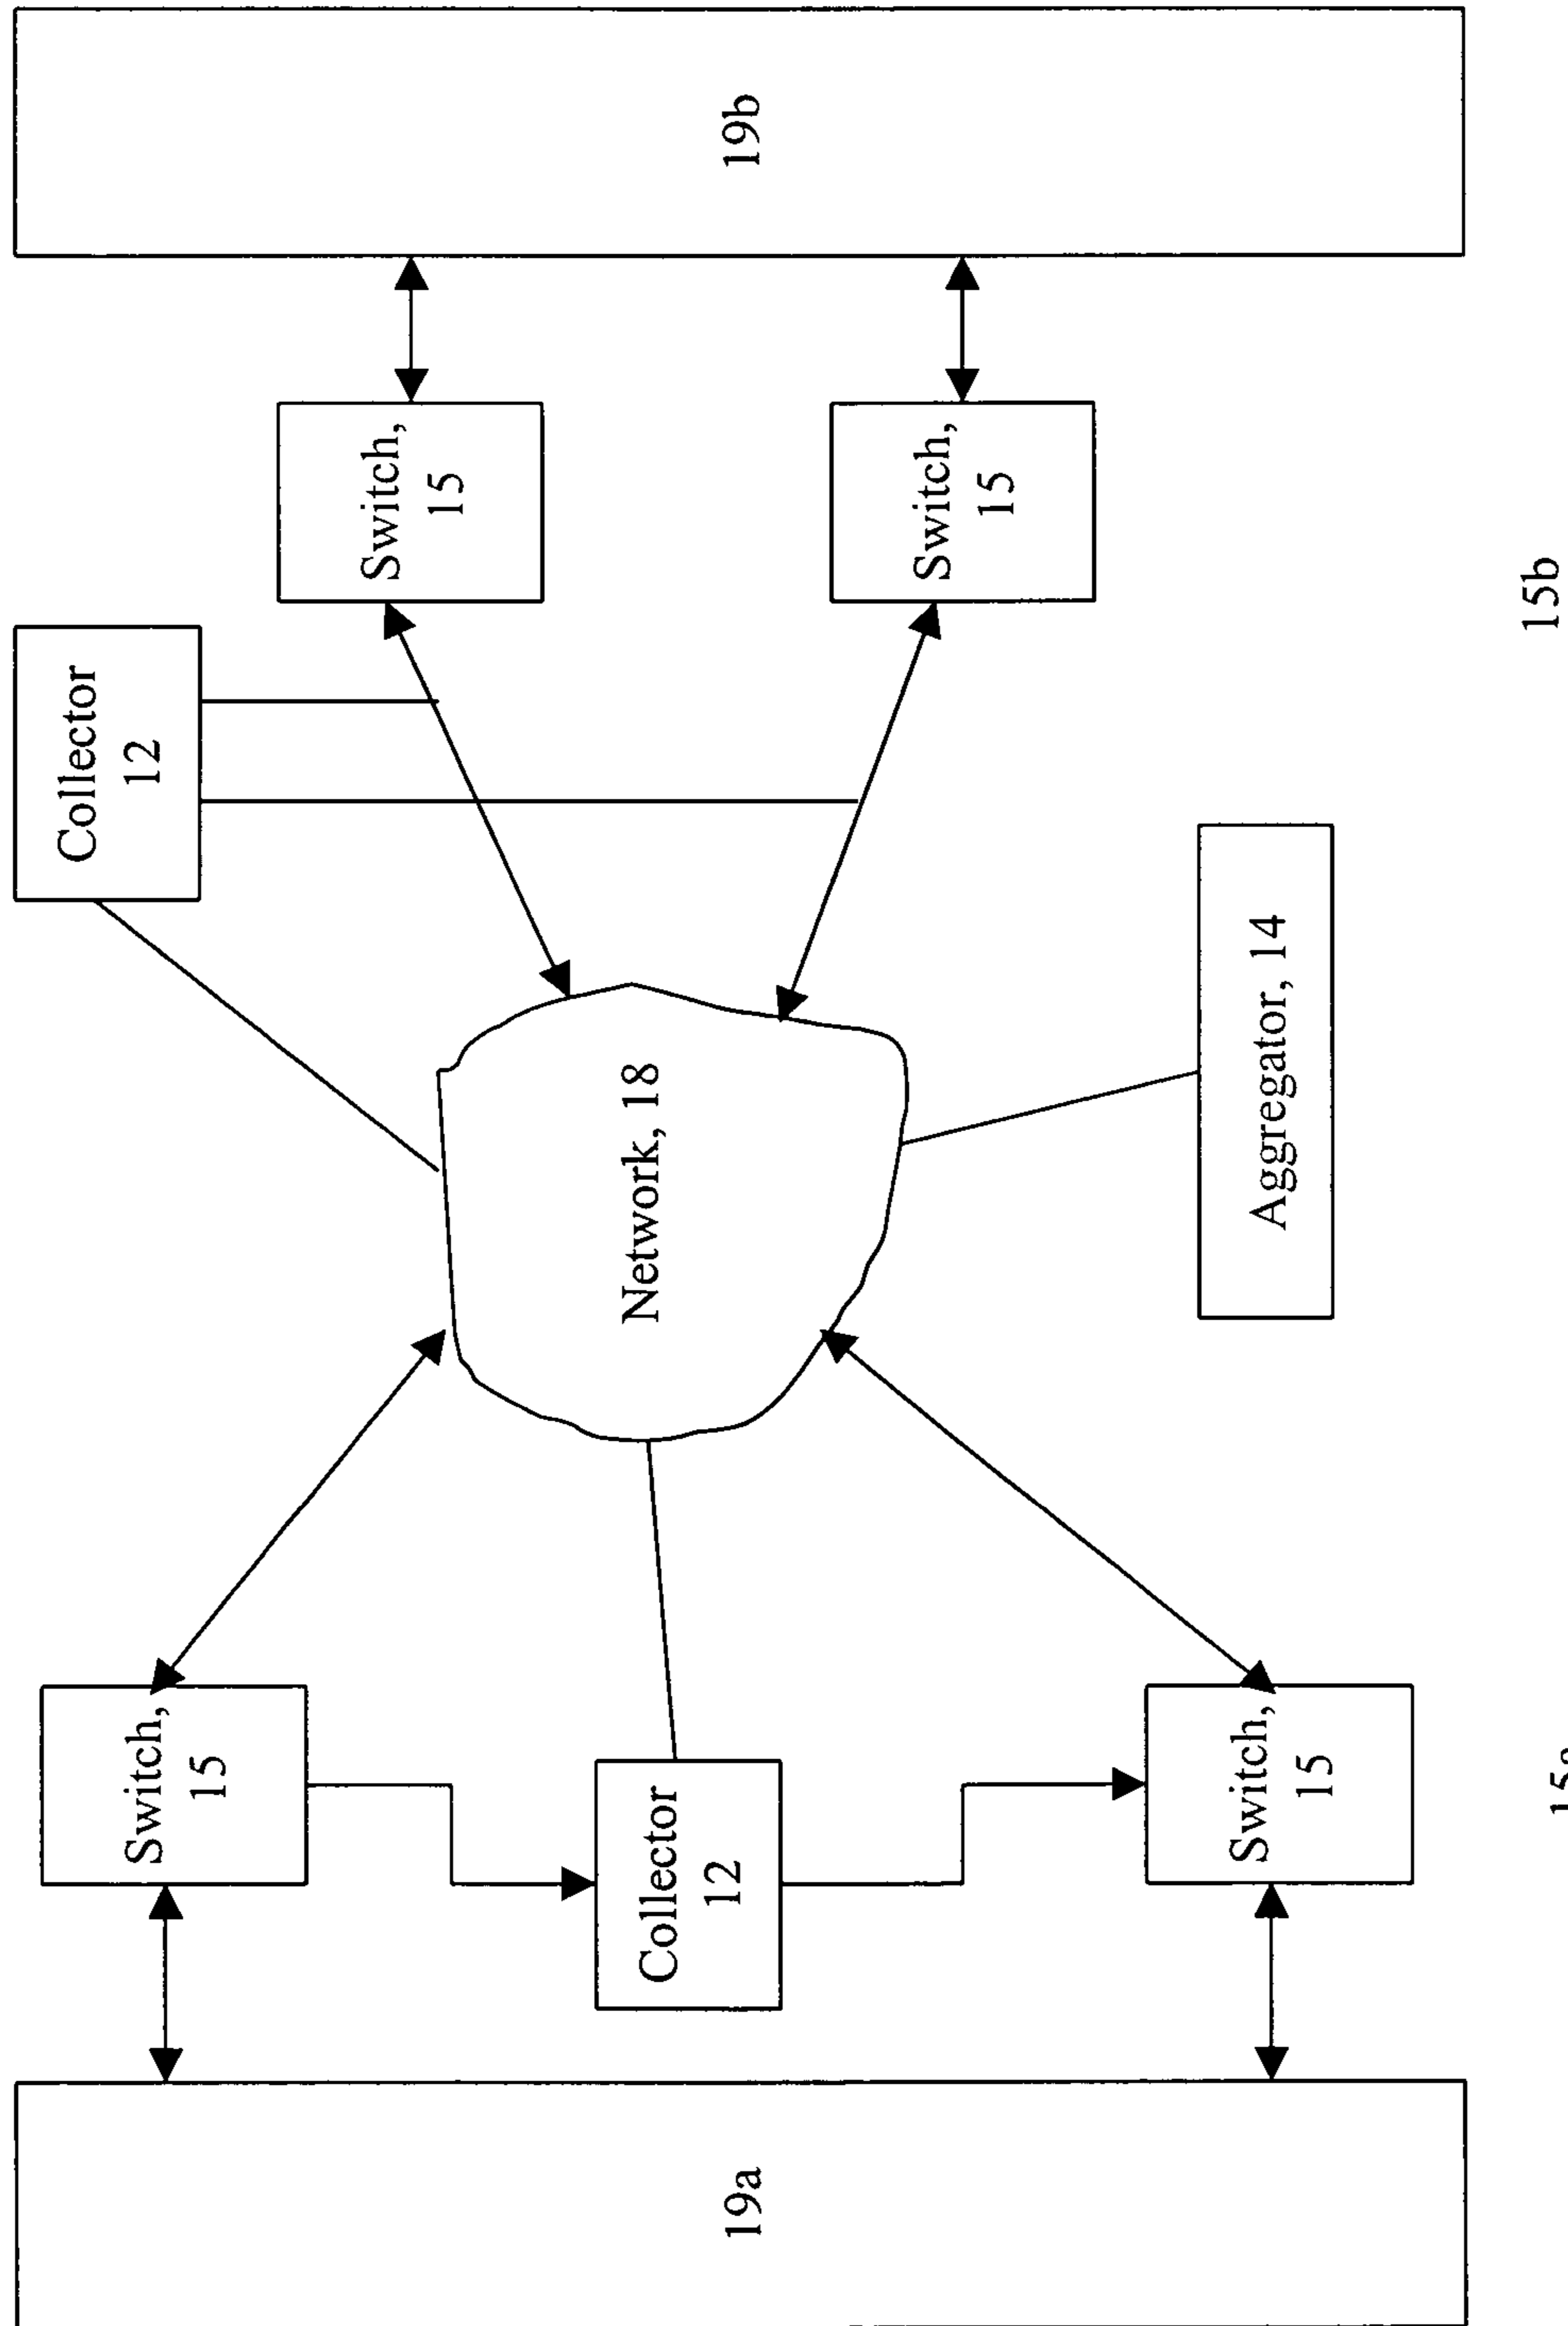 19a
Switch,
15
Collector
12
Switch,
15
15a
Network, 18
Aggregator, 14
Collector
12
Switch,
15
Switch,
15
15b
19b